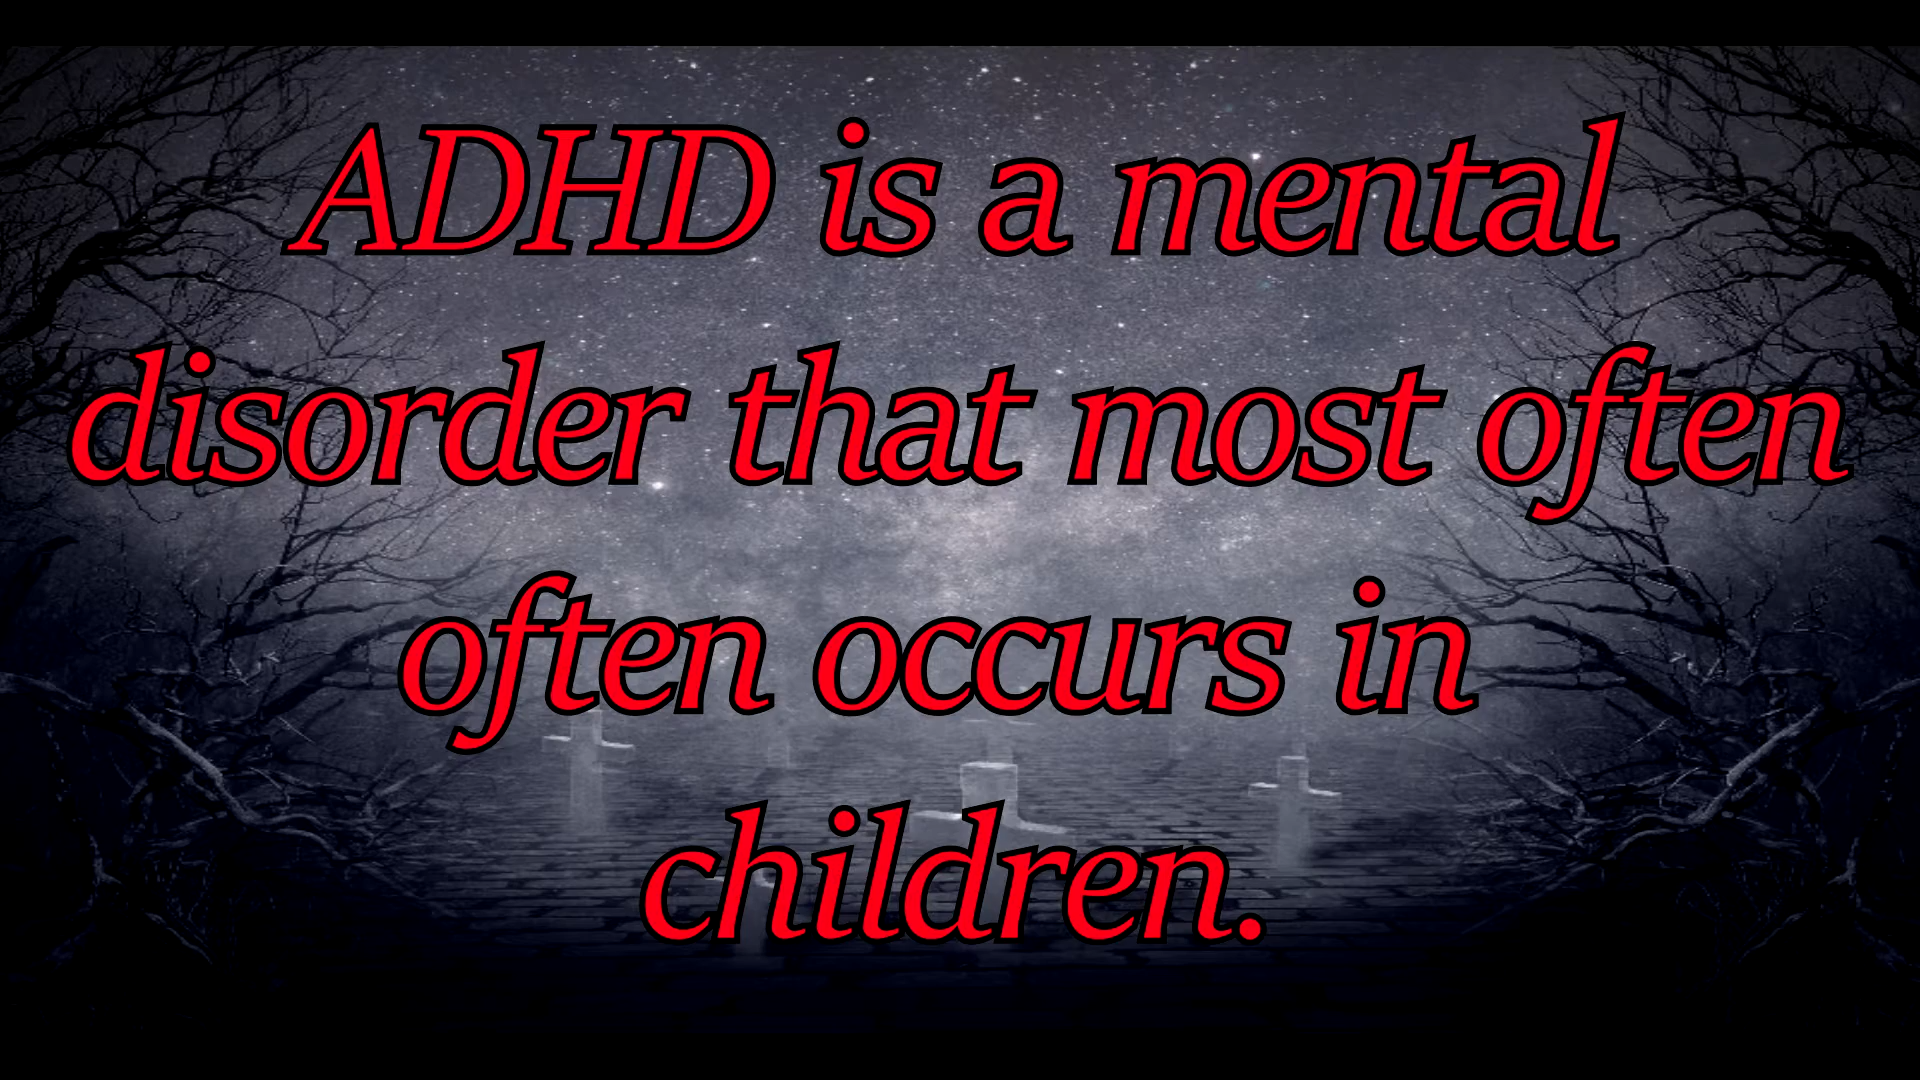 ADHD is a mental
disorder that most often
often occurs in
children.